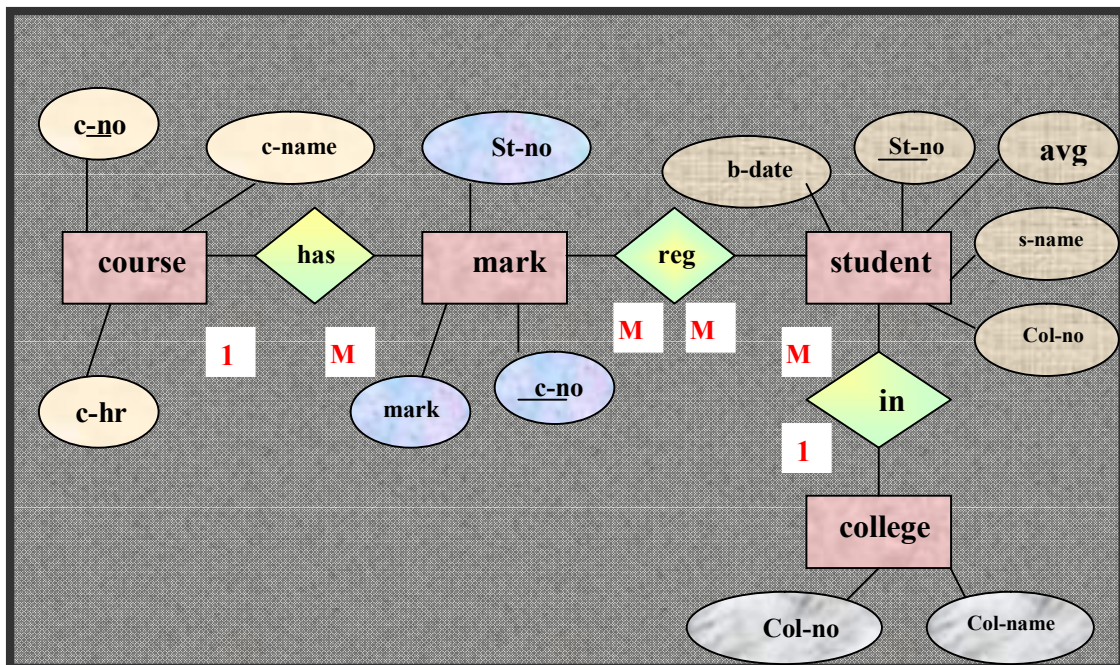 c-no
c-name
St-no
b-date
St-no
avg
course
has
mark
reg
student
s-name
Col-no
1
M
M
M
M
c-hr
mark
c-no
in
1
college
Col-no
Col-name